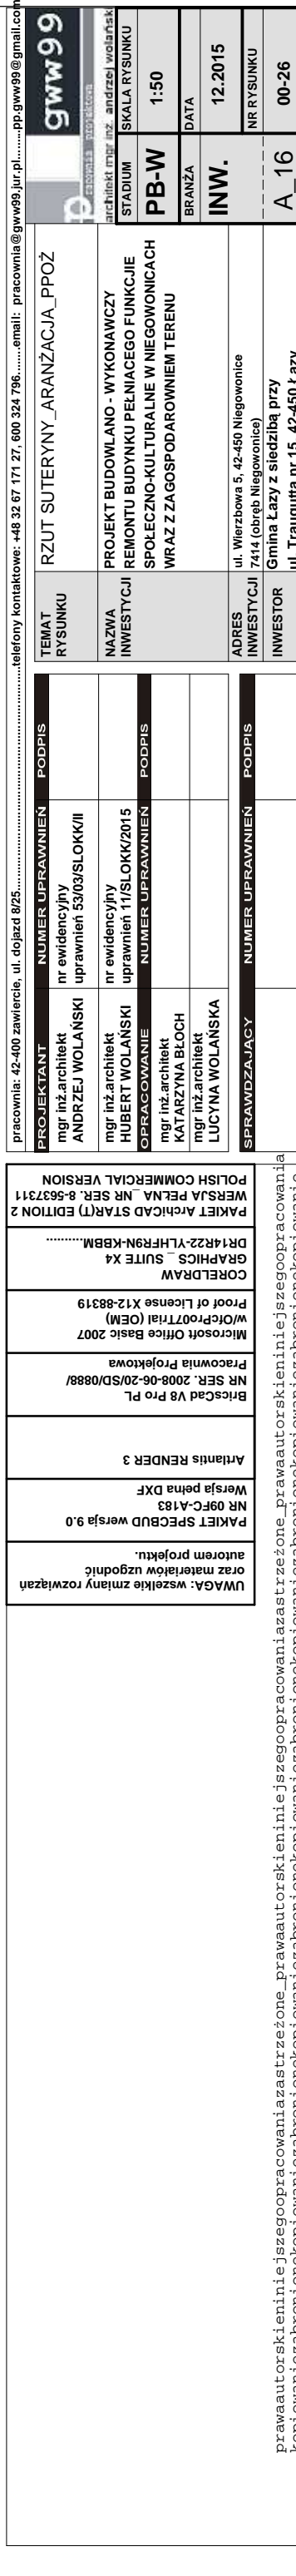 pracownia: 42-400 zawiercie, ul. dojazd 8/25..............................................telefony kontaktowe: +48 32 67 171 27, 600 324 796........email: pracownia@gww99.jur.pl........pp.gww99@gmail.com
PROJEKTANT NUMER UPRAWNIEŃ PODPIS
mgr inż.architekt
ANDRZEJ WOLAŃSKI
nr ewidencyjny
uprawnień 53/03/SLOKK/II
mgr inż.architekt
HUBERT WOLAŃSKI
nr ewidencyjny
uprawnień 11/SLOKK/2015
OPRACOWANIE NUMER UPRAWNIEŃ PODPIS
mgr inż.architekt
KATARZYNA BŁOCH
mgr inż.architekt
LUCYNA WOLAŃSKA
SPRAWDZAJĄCY NUMER UPRAWNIEŃ PODPIS
TEMAT
RYSUNKU
RZUT SUTERYNY_ARANŻACJA_PPOŻ
NAZWA
INWESTYCJI
PROJEKT BUDOWLANO - WYKONAWCZY
REMONTU BUDYNKU PEŁNIACEGO FUNKCJE
SPOŁECZNO-KULTURALNE W NIEGOWONICACH
WRAZ Z ZAGOSPODAROWNIEM TERENU
ADRES
INWESTYCJI
ul. Wierzbowa 5, 42-450 Niegowonice
7414 (obręb Niegowonice)
INWESTOR
Gmina Łazy z siedzibą przy
ul. Traugutta nr 15, 42-450 Łazy
gww99
pracownia projektowa
architekt mgr inż. andrzej wolański
STADIUM
SKALA RYSUNKU
PB-W
1:50
BRANŻA
DATA
INW.
12.2015
NR RYSUNKU
A_16
00-26
PAKIET ArchiCAD STAR(T) EDITION 2
WERSJA PEŁNA _NR SER. 8-5637311
POLISH COMMERCIAL VERSION
CORELDRAW
GRAPHICS _ SUITE X4
DR14R22-YLHFR9N-KBBM...........
Microsoft Office Basic 2007
w/OfcPro07Trial (OEM)
Proof of License X12-88319
BricsCad V8 Pro PL
NR SER. 2008-06-20/SD/0888/
Pracownia Projektowa
Artlantis RENDER 3
PAKIET SPECBUD wersja 9.0
NR 09FC-A183
Wersja pełna DXF
UWAGA: wszelkie zmiany rozwiązań
oraz materiałów uzgodnić
autorem projektu.
prawaautorskieniniejszegoopracowaniazastrzeżone_prawaautorskieniniejszegoopracowaniazastrzeżone_prawaautorskieniniejszegoopracowania